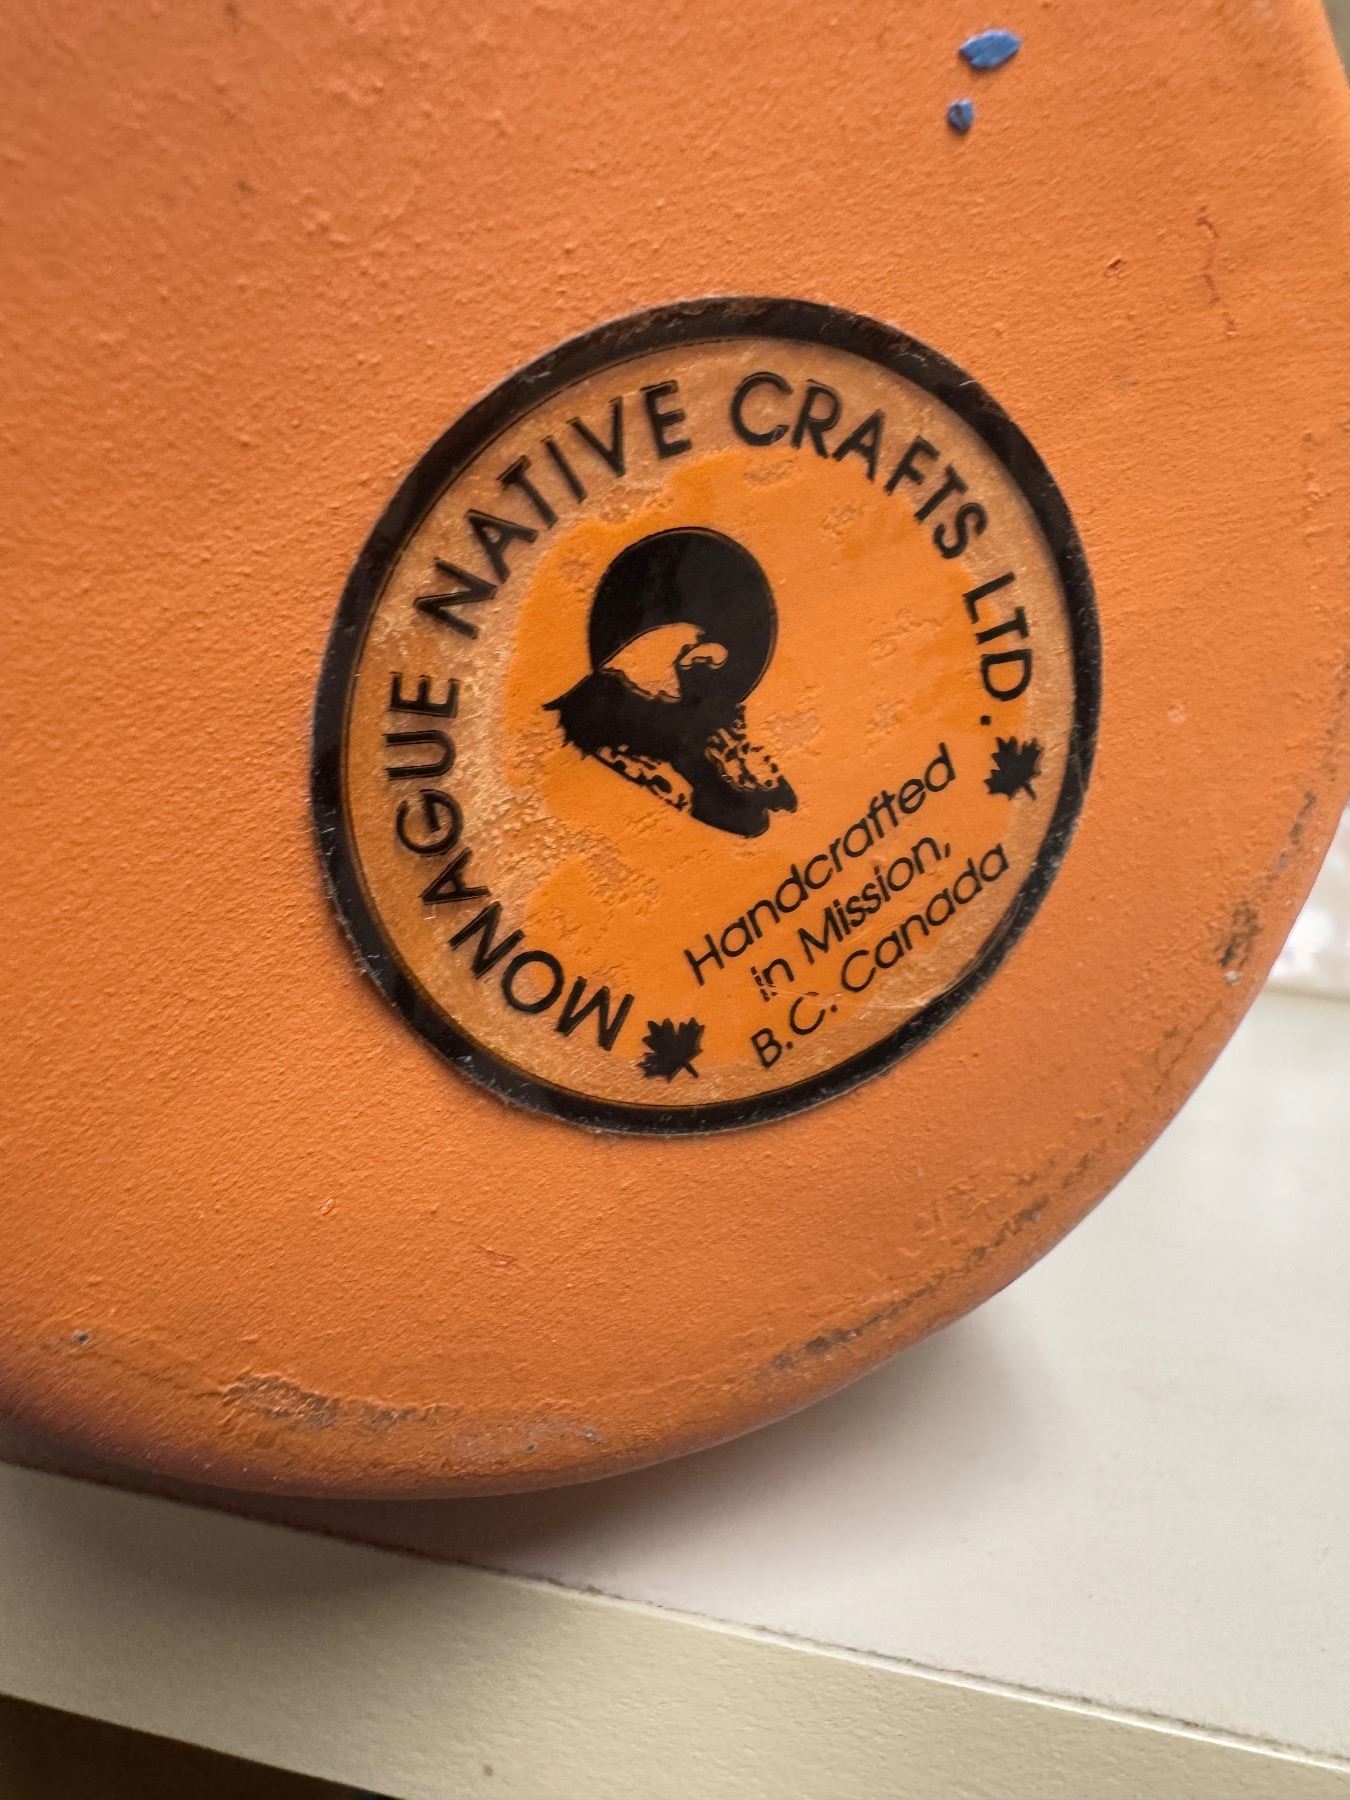 MONAGUE NATIVE CRAFTS LTD.
Handcrafted
in Mission,
B.C. Canada